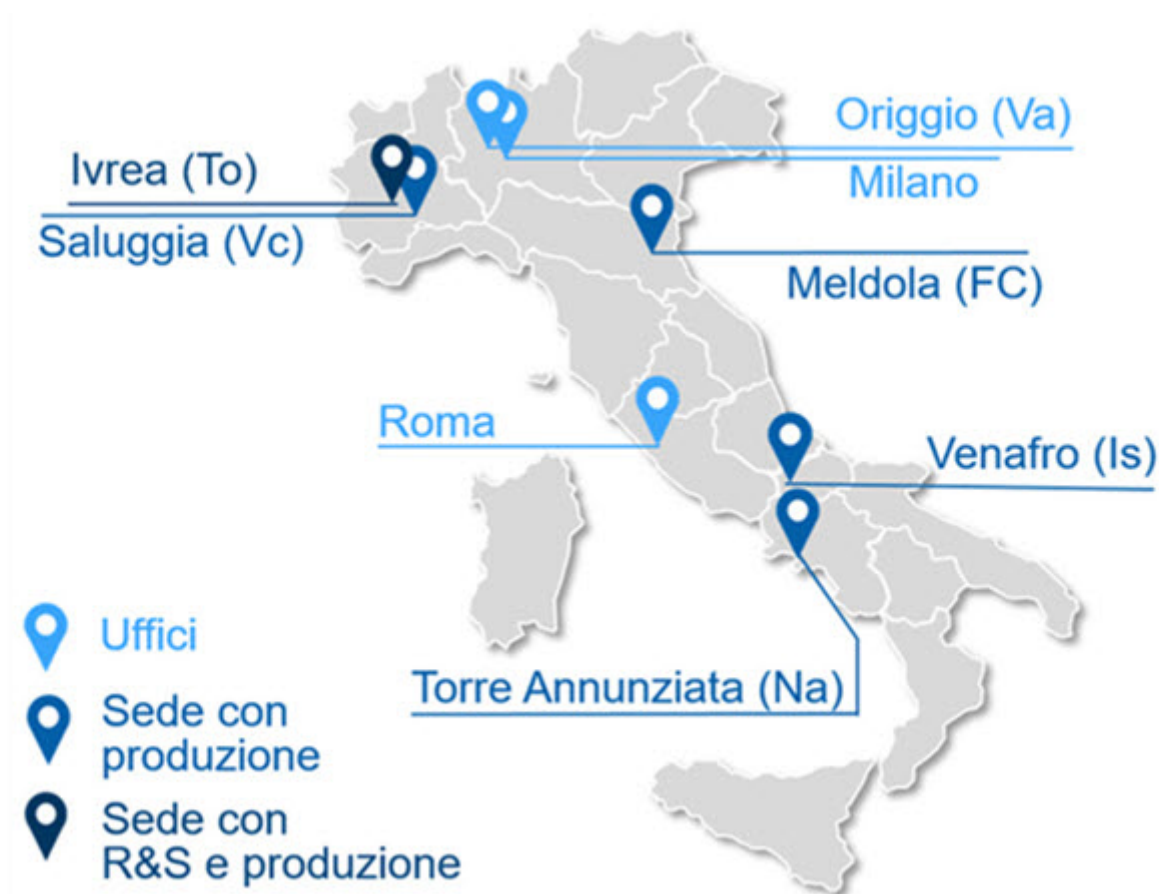 Origgio (Va)
Milano
Ivrea (To)
Saluggia (Vc)
Meldola (FC)
Roma
Venafro (Is)
Torre Annunziata (Na)
Uffici
Sede con
produzione
Sede con
R&S e produzione